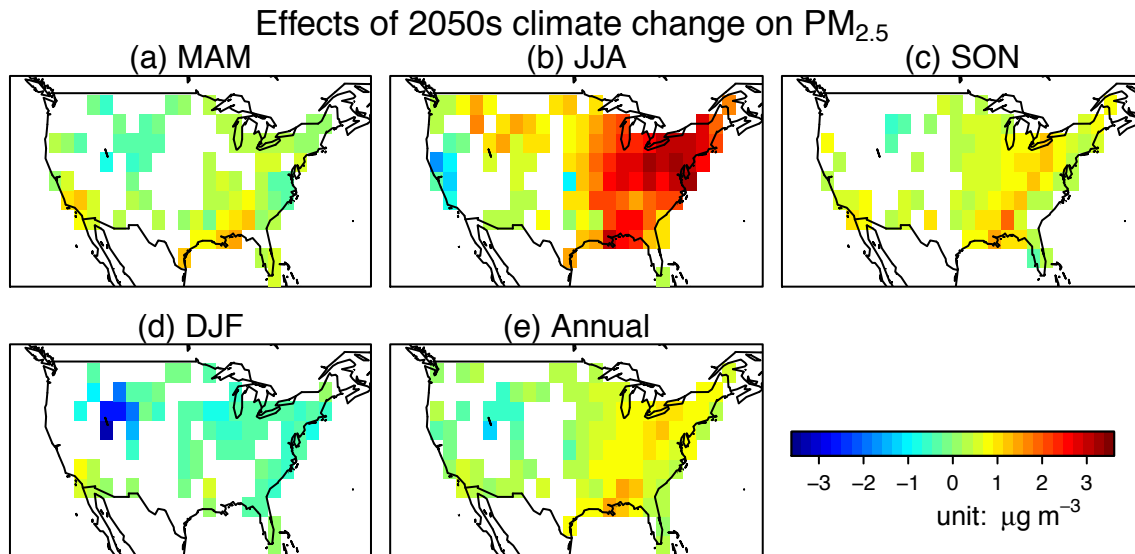 Effects of 2050s climate change on PM₂.₅
(a) MAM
(b) JJA
(c) SON
(d) DJF
(e) Annual
−3 −2 −1 0 1 2 3
unit: μg m⁻³